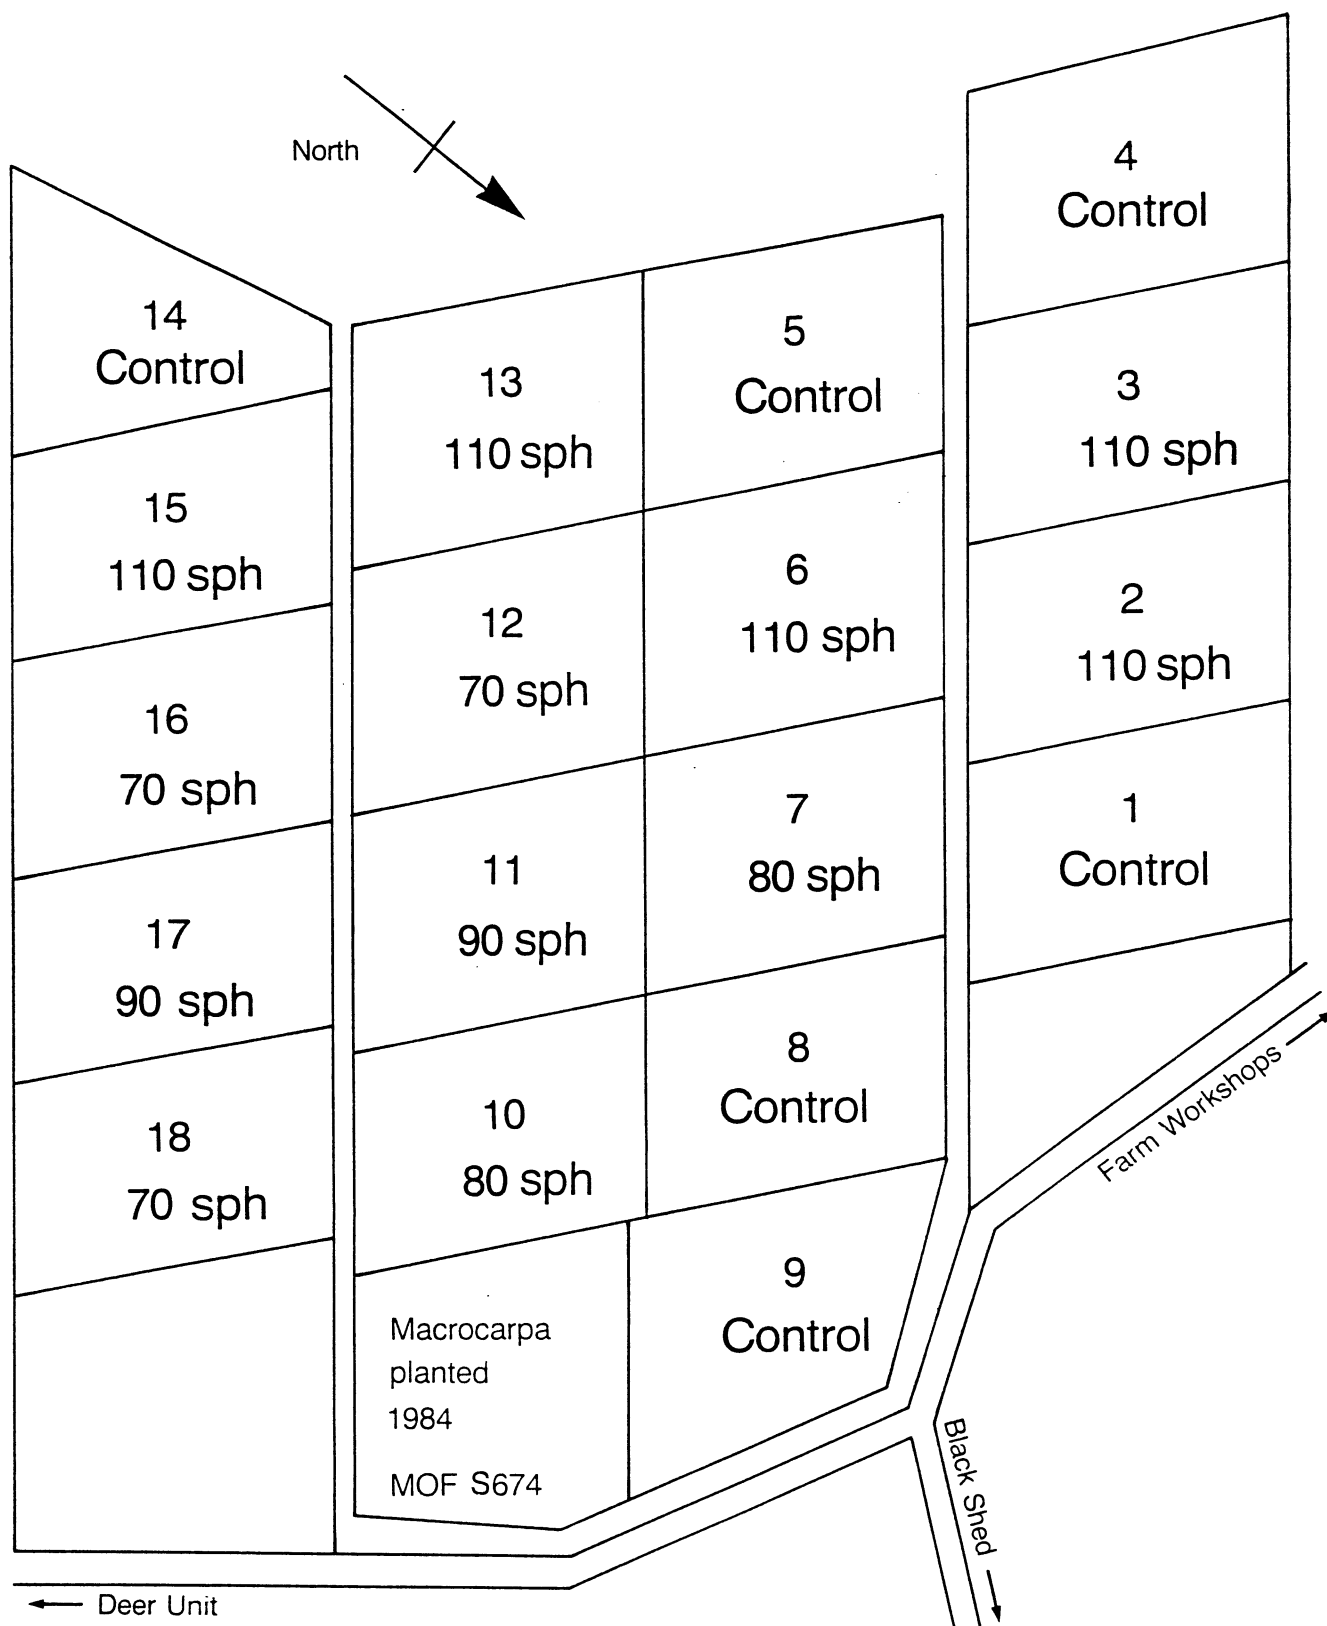 North
14
Control
15
110 sph
16
70 sph
17
90 sph
18
70 sph
13
110 sph
12
70 sph
11
90 sph
10
80 sph
Macrocarpa
planted
1984
MOF S674
5
Control
6
110 sph
7
80 sph
8
Control
9
Control
4
Control
3
110 sph
2
110 sph
1
Control
Farm Workshops
Black Shed
Deer Unit